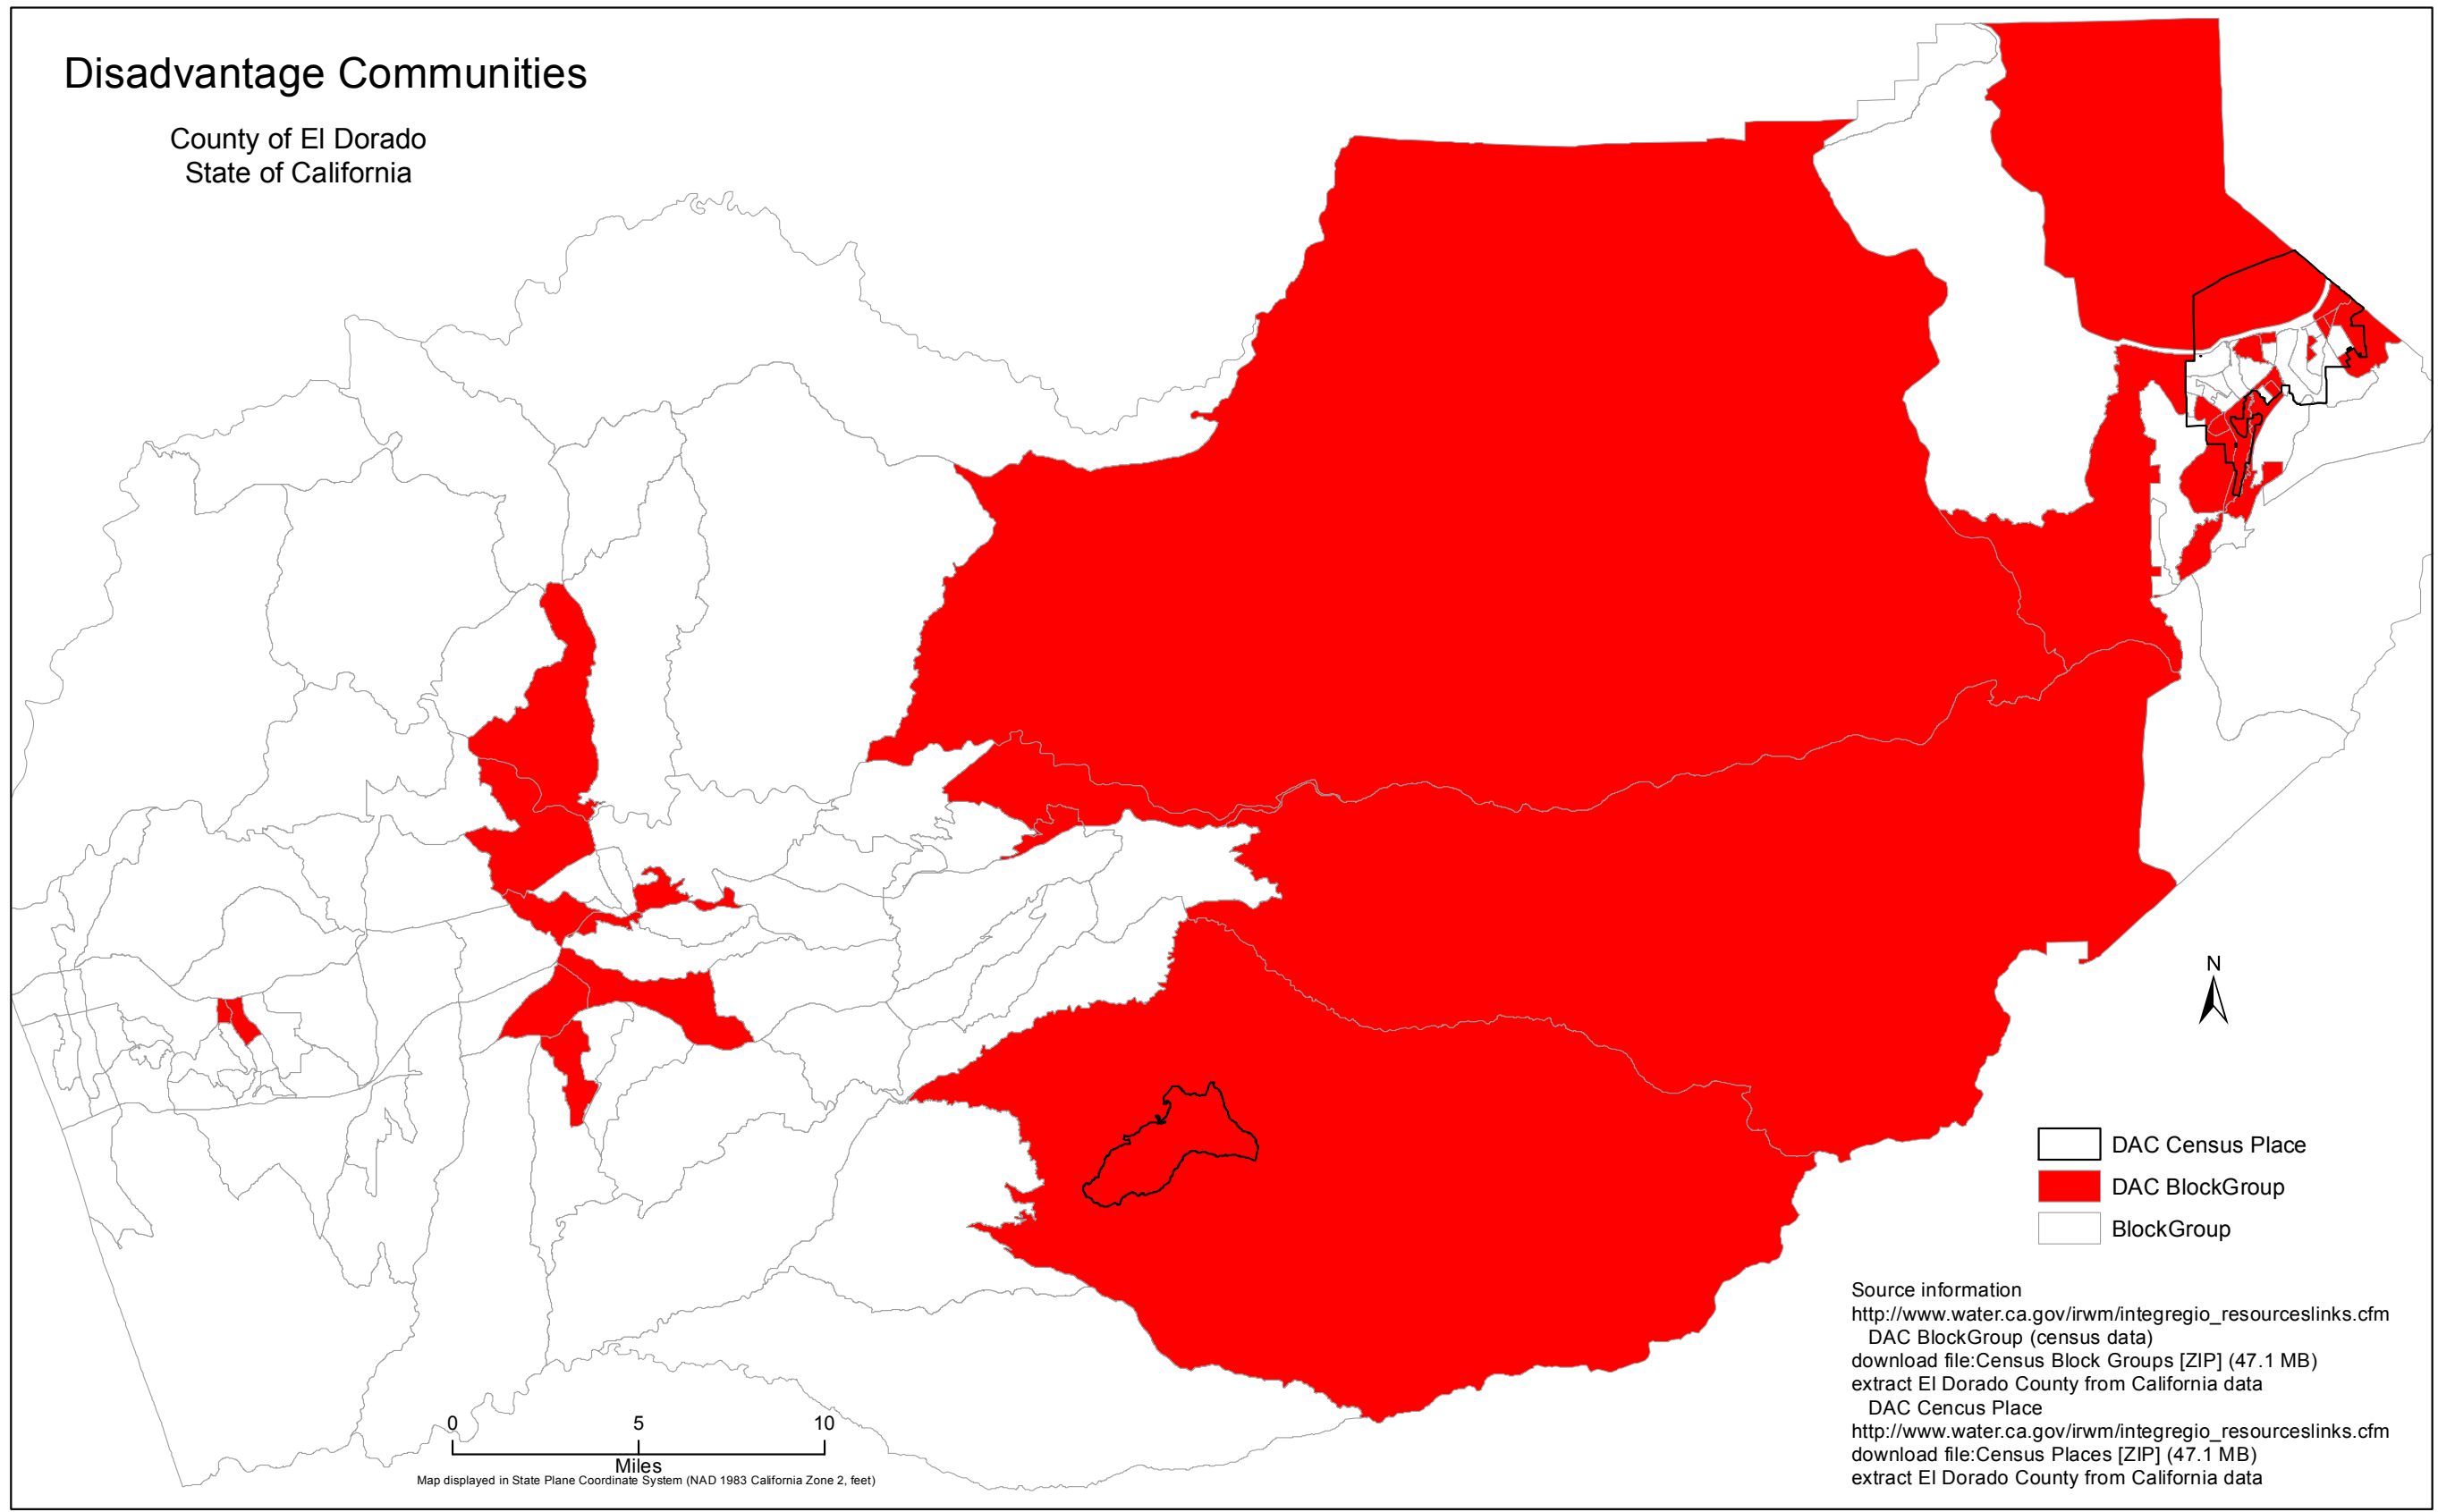 Disadvantage Communities
County of El Dorado
State of California
N
DAC Census Place
DAC BlockGroup
BlockGroup
Source information
http://www.water.ca.gov/irwm/integregio_resourceslinks.cfm
DAC BlockGroup (census data)
download file:Census Block Groups [ZIP] (47.1 MB)
extract El Dorado County from California data
DAC Cencus Place
http://www.water.ca.gov/irwm/integregio_resourceslinks.cfm
download file:Census Places [ZIP] (47.1 MB)
extract El Dorado County from California data
0 5 10
Miles
Map displayed in State Plane Coordinate System (NAD 1983 California Zone 2, feet)